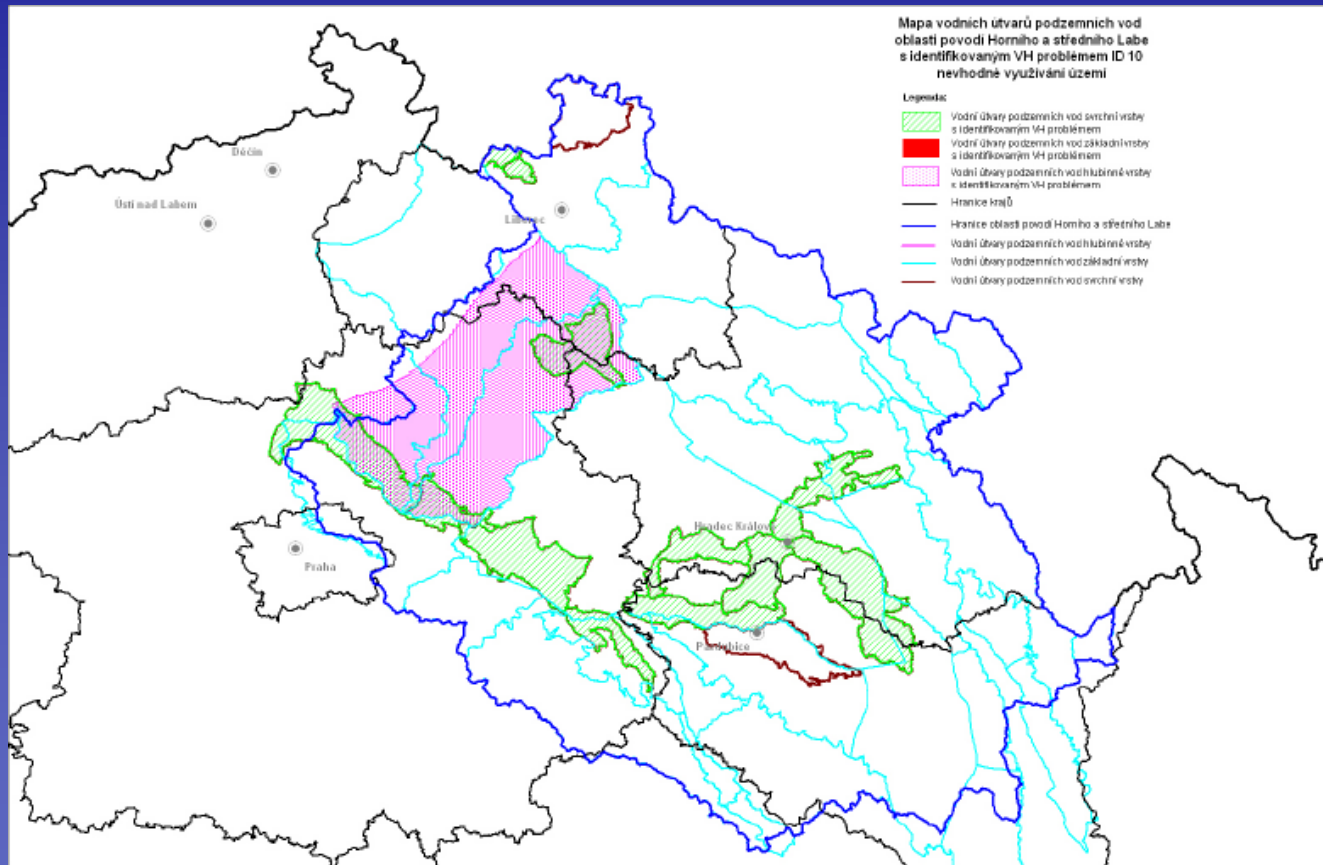 Mapa vodních útvarů podzemních vod
oblasti povodí Horního a středního Labe
s identifikovaným VH problémem ID 10
nevhodné využívání území
Legenda:
Vodní útvary podzemních vod svrchní vrstvy
s identifikovaným VH problémem
Vodní útvary podzemních vod základní vrstvy
s identifikovaným VH problémem
Vodní útvary podzemních vod hlubinné vrstvy
s identifikovaným VH problémem
Hranice krajů
Hranice oblasti povodí Horního a středního Labe
Vodní útvary podzemních vod hlubinné vrstvy
Vodní útvary podzemních vod základní vrstvy
Vodní útvary podzemních vod svrchní vrstvy
Děčín
Ústí nad Labem
Liberec
Hradec Králové
Praha
Pardubice